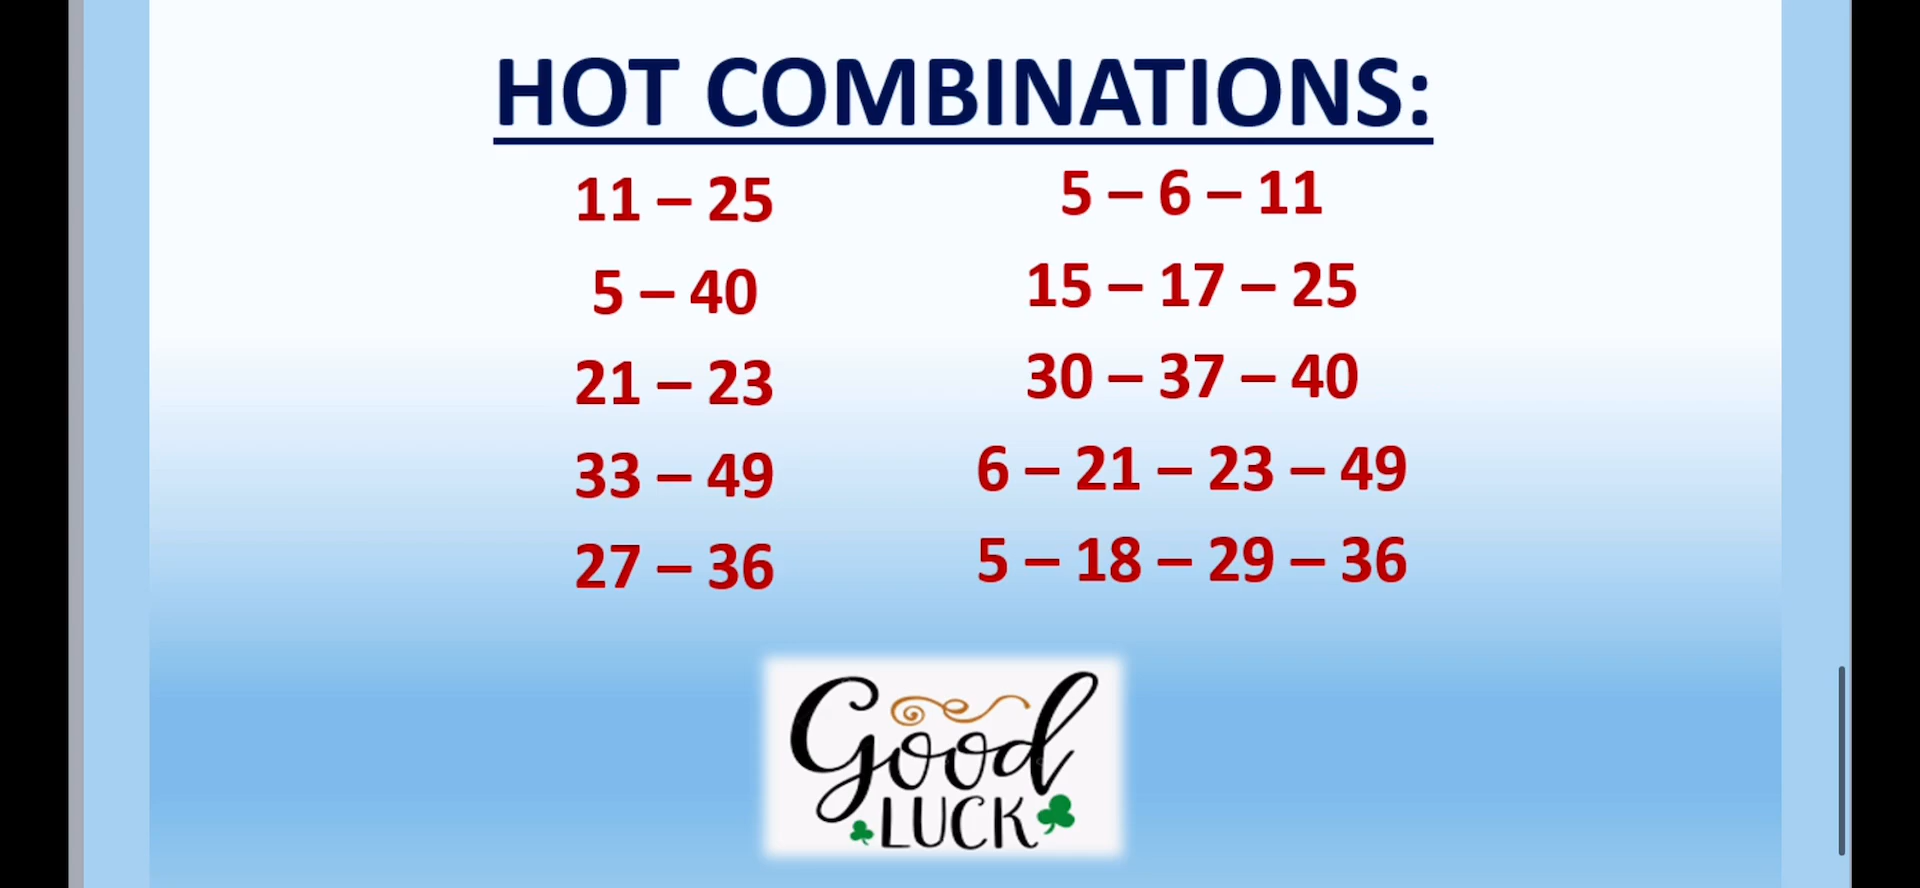 HOT COMBINATIONS:
11 – 25
5 – 40
21 – 23
33 – 49
27 – 36
5 – 6 – 11
15 – 17 – 25
30 – 37 – 40
6 – 21 – 23 – 49
5 – 18 – 29 – 36
Good
LUCK